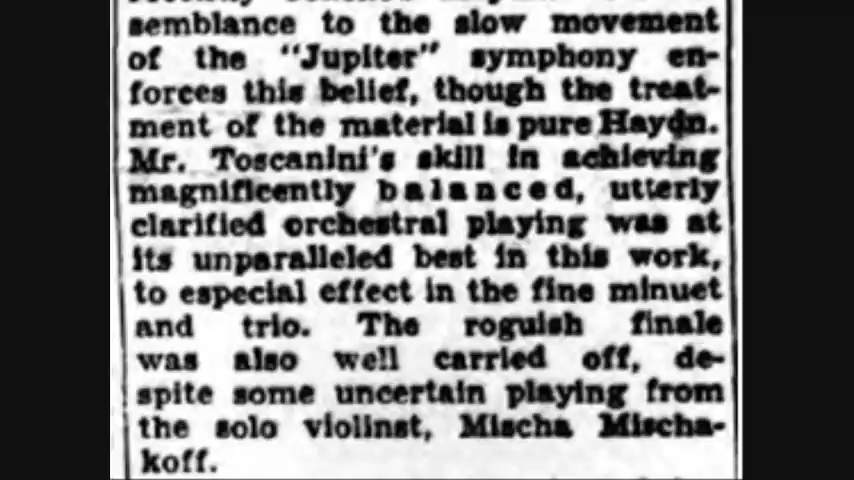 semblance to the slow movement
of the "Jupiter" symphony en-
forces this belief, though the treat-
ment of the material is pure Haydn.
Mr. Toscanini's skill in achieving
magnificently balanced, utterly
clarified orchestral playing was at
its unparalleled best in this work,
to especial effect in the fine minuet
and trio. The roguish finale
was also well carried off, de-
spite some uncertain playing from
the solo violinst, Mischa Mischa-
koff.